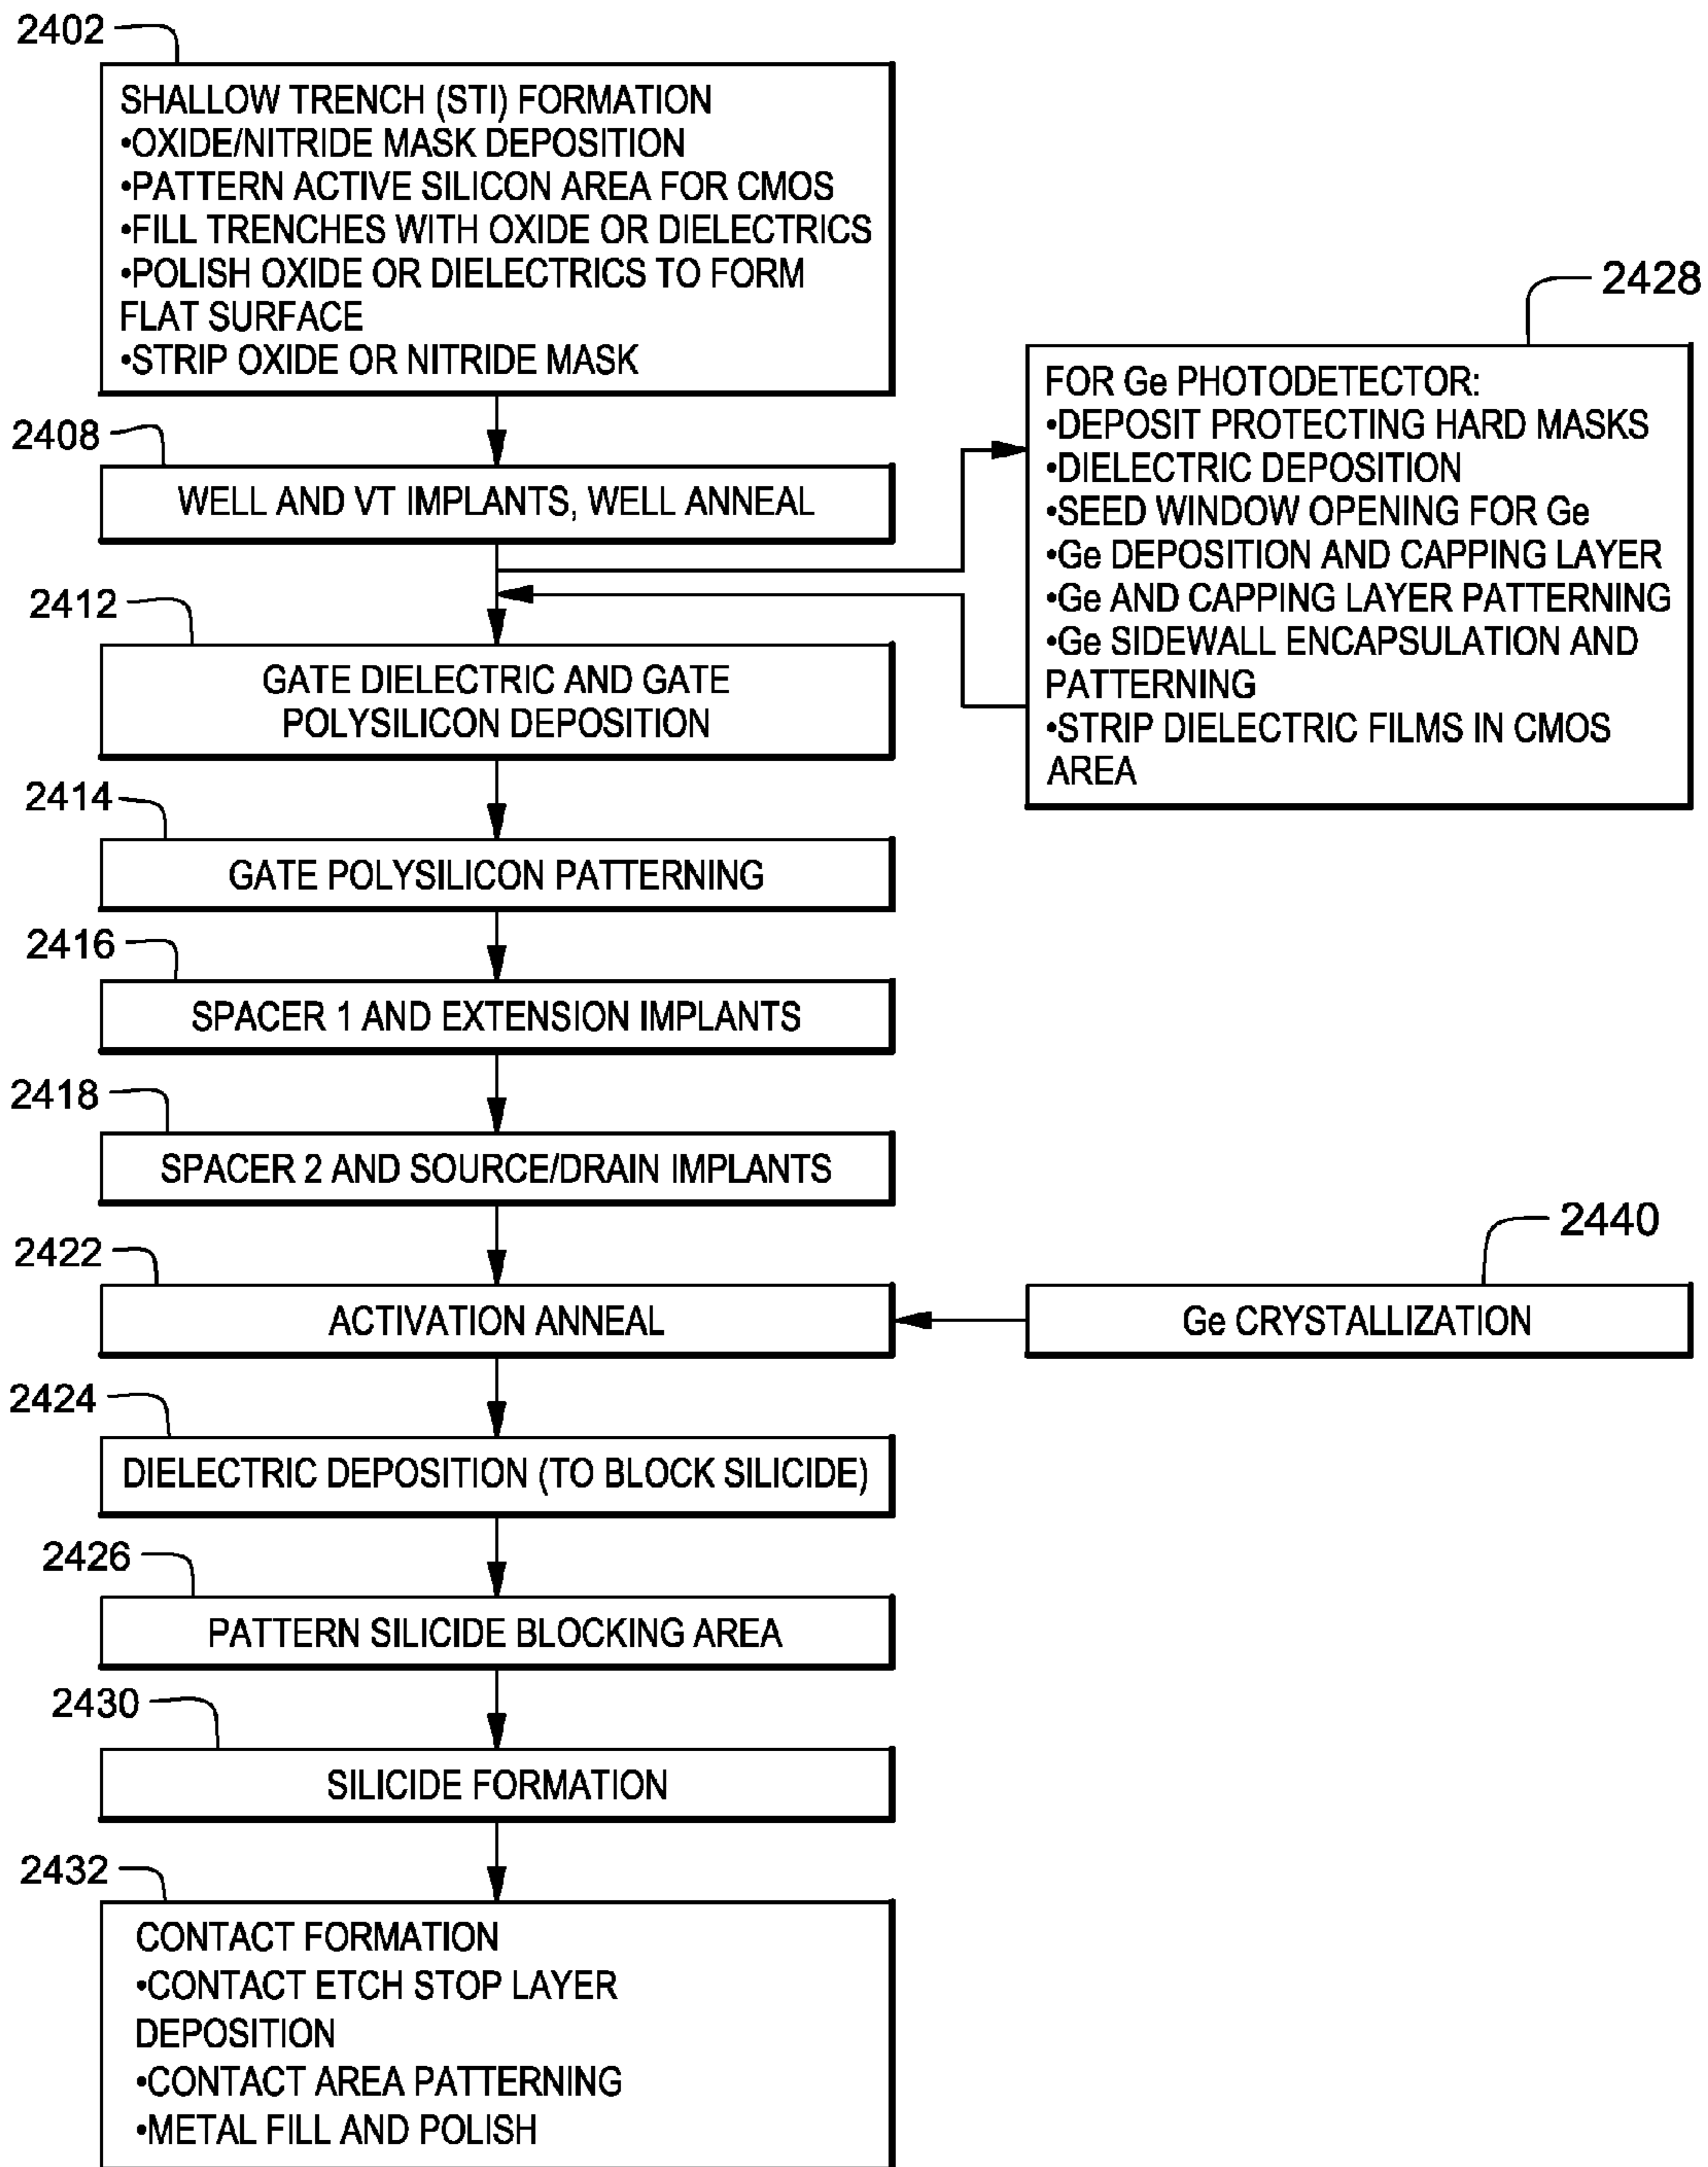 2402
SHALLOW TRENCH (STI) FORMATION
•OXIDE/NITRIDE MASK DEPOSITION
•PATTERN ACTIVE SILICON AREA FOR CMOS
•FILL TRENCHES WITH OXIDE OR DIELECTRICS
•POLISH OXIDE OR DIELECTRICS TO FORM
FLAT SURFACE
•STRIP OXIDE OR NITRIDE MASK
2408
WELL AND VT IMPLANTS, WELL ANNEAL
2428
FOR Ge PHOTODETECTOR:
•DEPOSIT PROTECTING HARD MASKS
•DIELECTRIC DEPOSITION
•SEED WINDOW OPENING FOR Ge
•Ge DEPOSITION AND CAPPING LAYER
•Ge AND CAPPING LAYER PATTERNING
•Ge SIDEWALL ENCAPSULATION AND
PATTERNING
•STRIP DIELECTRIC FILMS IN CMOS
AREA
2412
GATE DIELECTRIC AND GATE
POLYSILICON DEPOSITION
2414
GATE POLYSILICON PATTERNING
2416
SPACER 1 AND EXTENSION IMPLANTS
2418
SPACER 2 AND SOURCE/DRAIN IMPLANTS
2422
ACTIVATION ANNEAL
2440
Ge CRYSTALLIZATION
2424
DIELECTRIC DEPOSITION (TO BLOCK SILICIDE)
2426
PATTERN SILICIDE BLOCKING AREA
2430
SILICIDE FORMATION
2432
CONTACT FORMATION
•CONTACT ETCH STOP LAYER
DEPOSITION
•CONTACT AREA PATTERNING
•METAL FILL AND POLISH